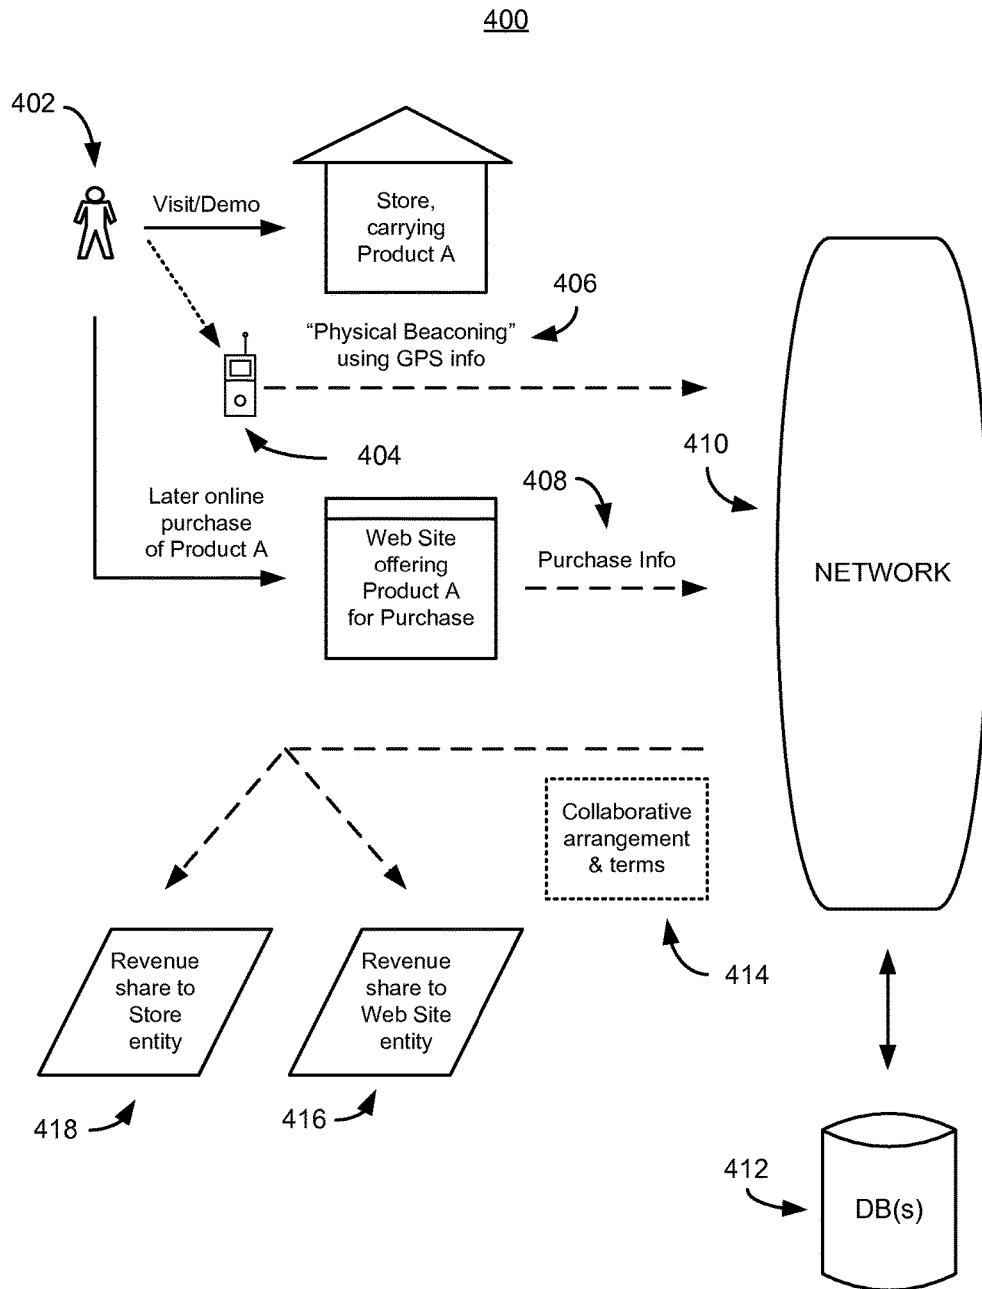 400
402
Visit/Demo
Store,
carrying
Product A
406
“Physical Beaconing”
using GPS info
404
410
408
Later online
purchase
of Product A
Web Site
offering
Product A
for Purchase
Purchase Info
NETWORK
Collaborative
arrangement
& terms
414
Revenue
share to
Store
entity
Revenue
share to
Web Site
entity
418
416
412
DB(s)